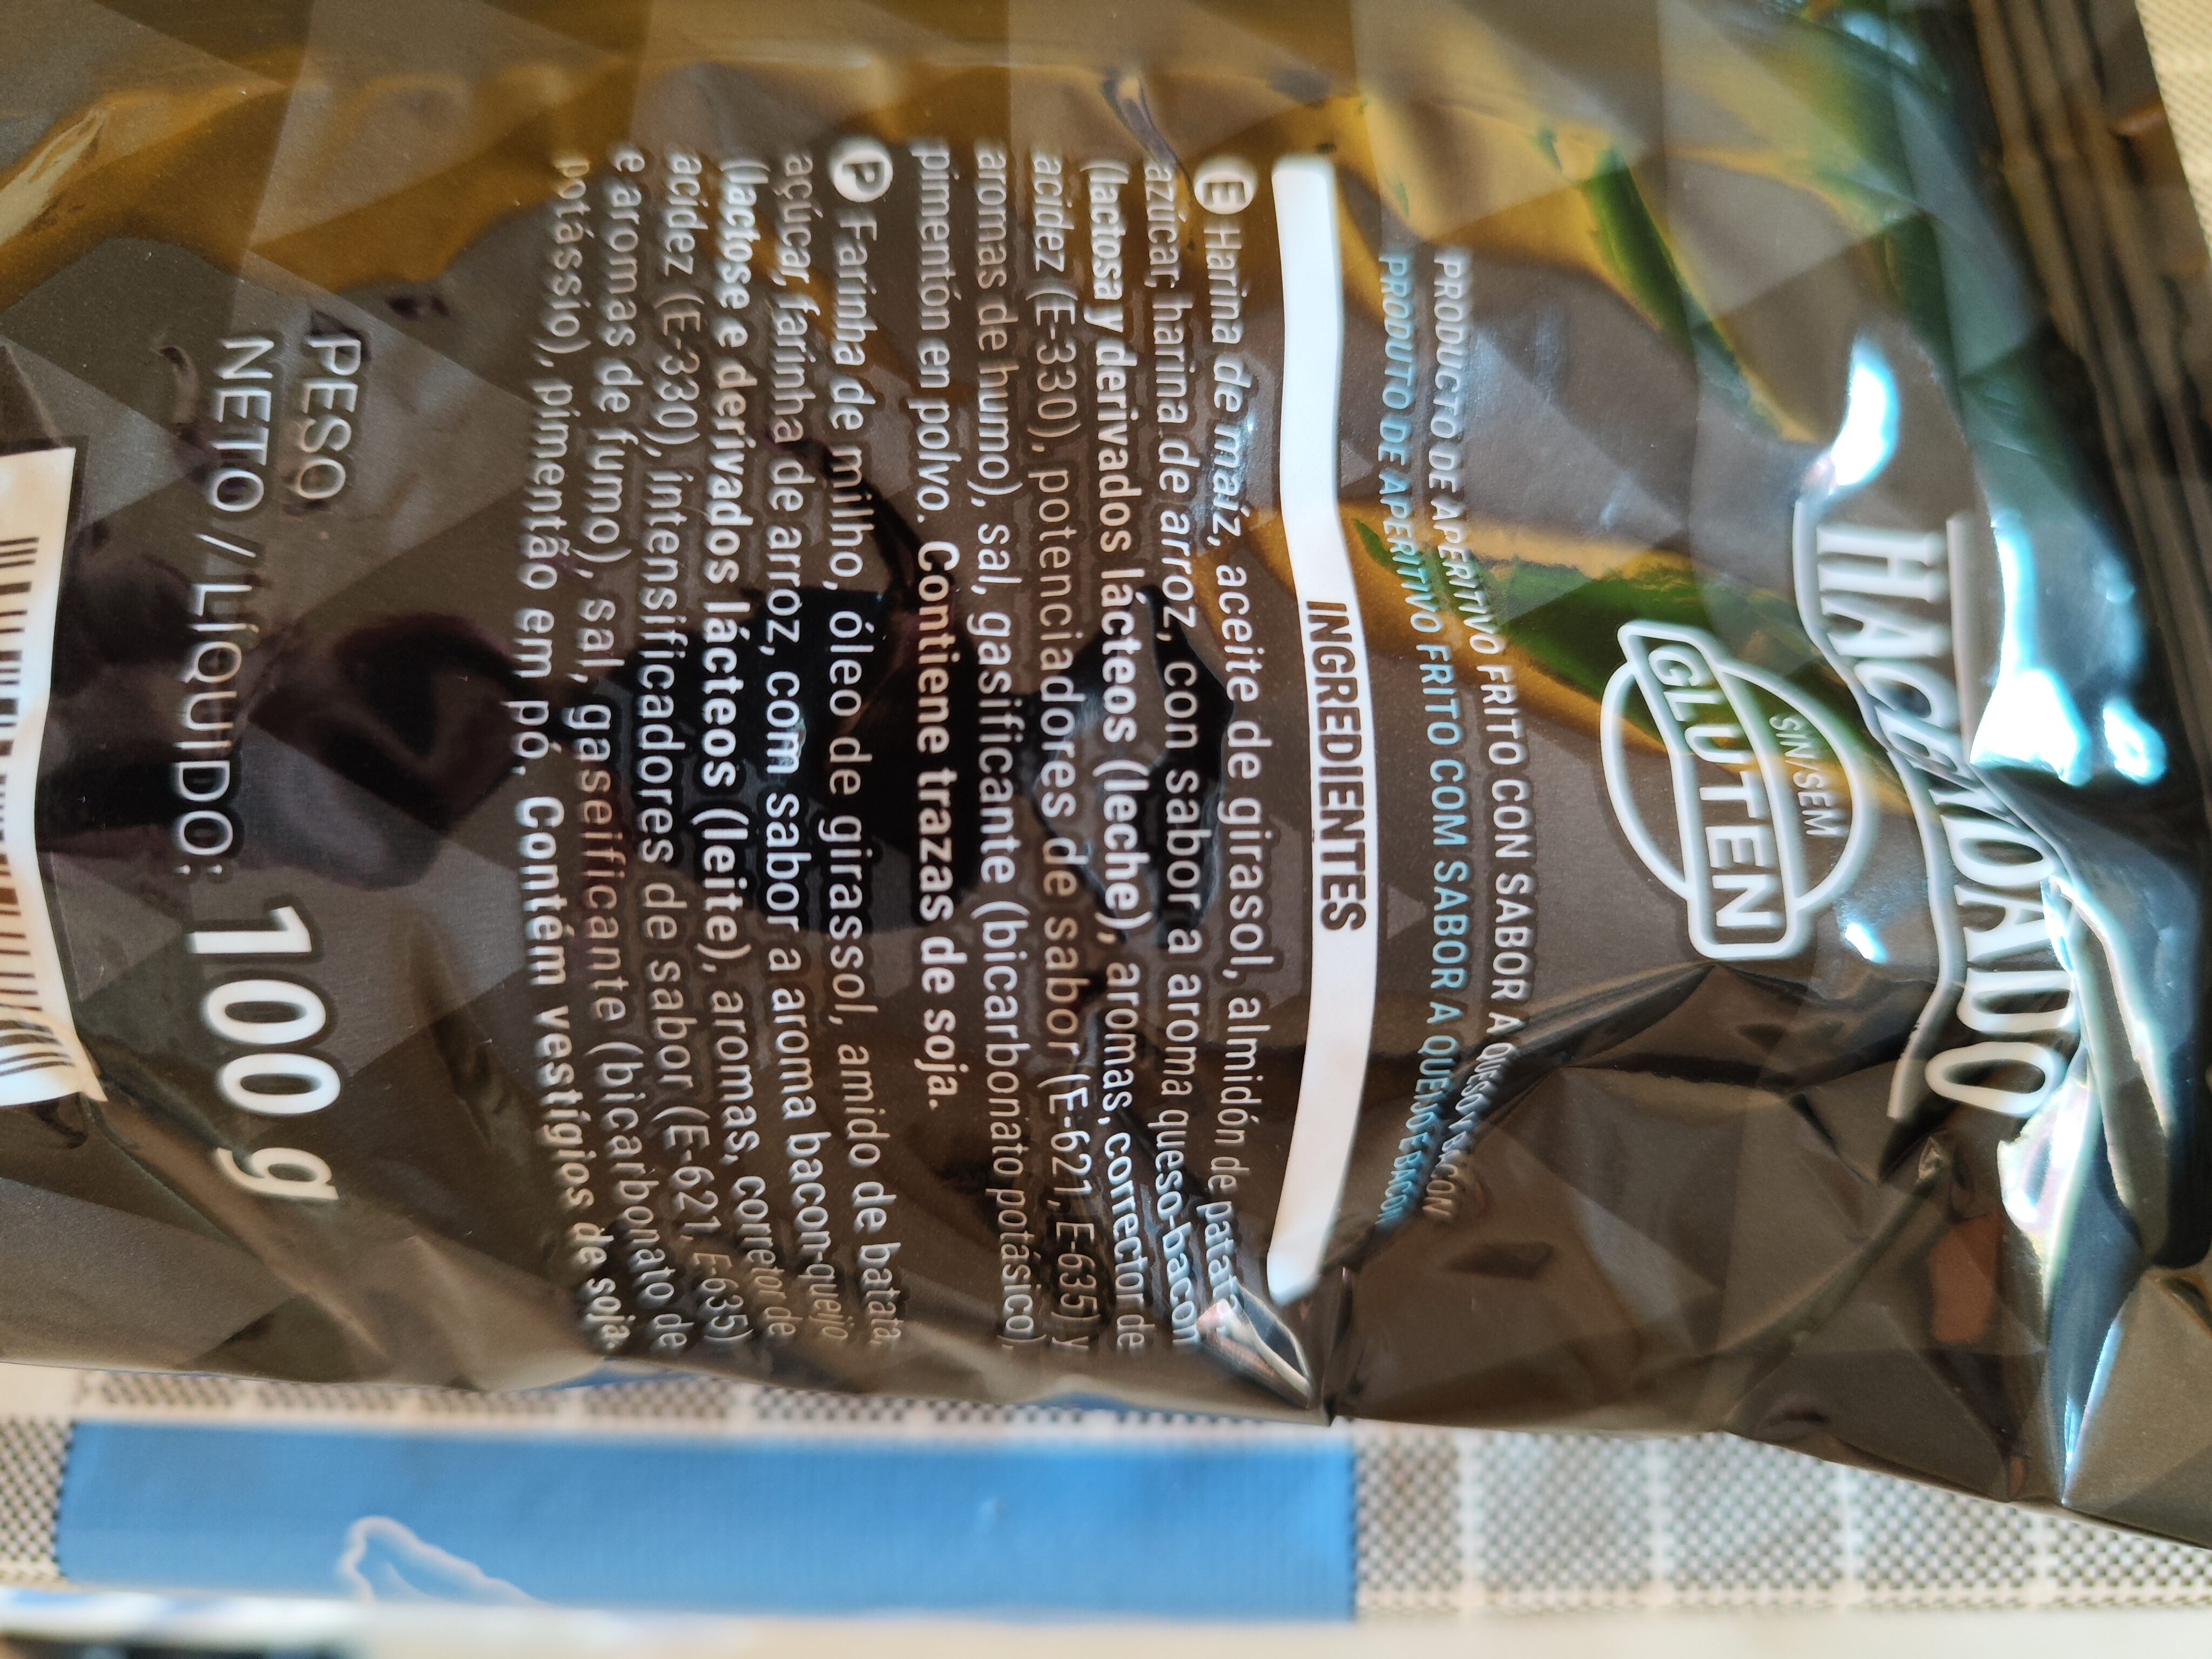 HACENDADO
SIN/SEM
GLUTEN
PRODUCTO DE APERITIVO FRITO CON SABOR A QUESO Y BACON
PRODUTO DE APERITIVO FRITO COM SABOR A QUEIJO E BACON
INGREDIENTES
E Harina de maíz, aceite de girasol, almidón de patata,
azúcar, harina de arroz, con sabor a aroma queso-bacon
(lactosa y derivados lácteos (leche), aromas, corrector de
acidez (E-330), potenciadores de sabor (E-621, E-635) y
aromas de humo), sal, gasificante (bicarbonato potásico),
pimentón en polvo. Contiene trazas de soja.
P Farinha de milho, óleo de girassol, amido de batata,
açúcar, farinha de arroz, com sabor a aroma bacon-queijo
(lactose e derivados lácteos (leite), aromas, corretor de
acidez (E-330), intensificadores de sabor (E-621, E-635)
e aromas de fumo), sal, gaseificante (bicarbonato de
potássio), pimentão em pó. Contém vestígios de soja.
PESO
NETO / LÍQUIDO: 100 g